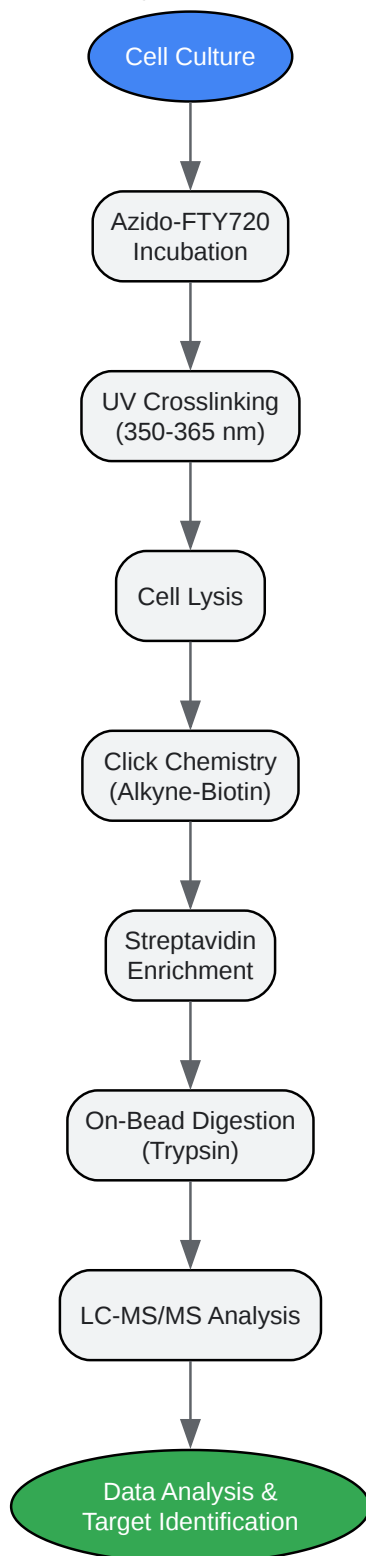 Cell Culture
Azido-FTY720
Incubation
UV Crosslinking
(350-365 nm)
Cell Lysis
Click Chemistry
(Alkyne-Biotin)
Streptavidin
Enrichment
On-Bead Digestion
(Trypsin)
LC-MS/MS Analysis
Data Analysis &
Target Identification